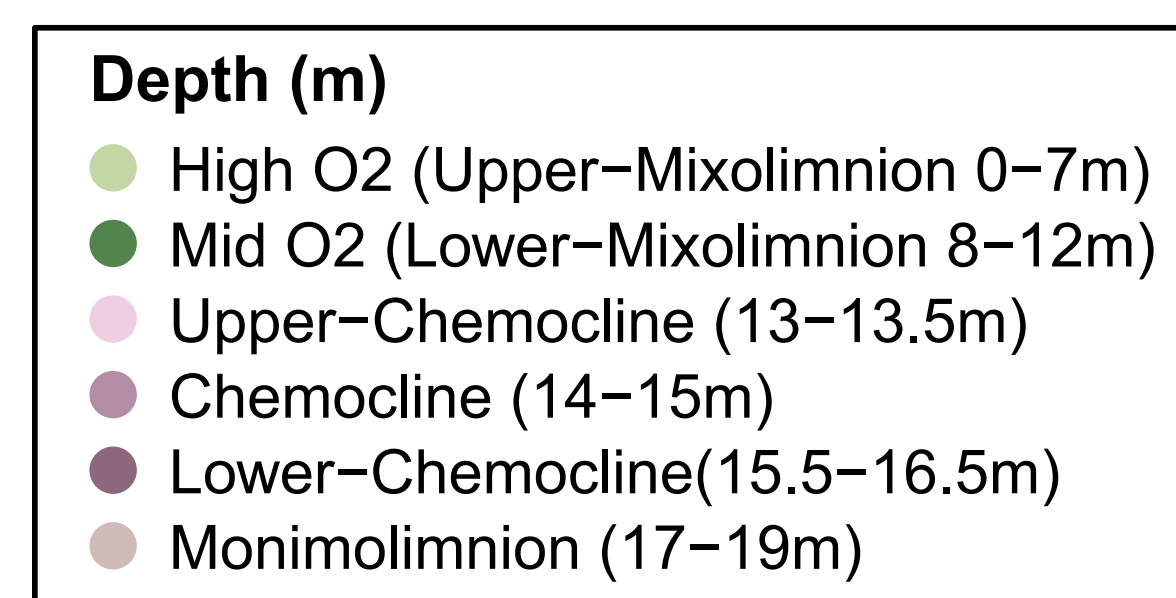 Depth (m)
High O2 (Upper−Mixolimnion 0−7m)
Mid O2 (Lower−Mixolimnion 8−12m)
Upper−Chemocline (13−13.5m)
Chemocline (14−15m)
Lower−Chemocline(15.5−16.5m)
Monimolimnion (17−19m)